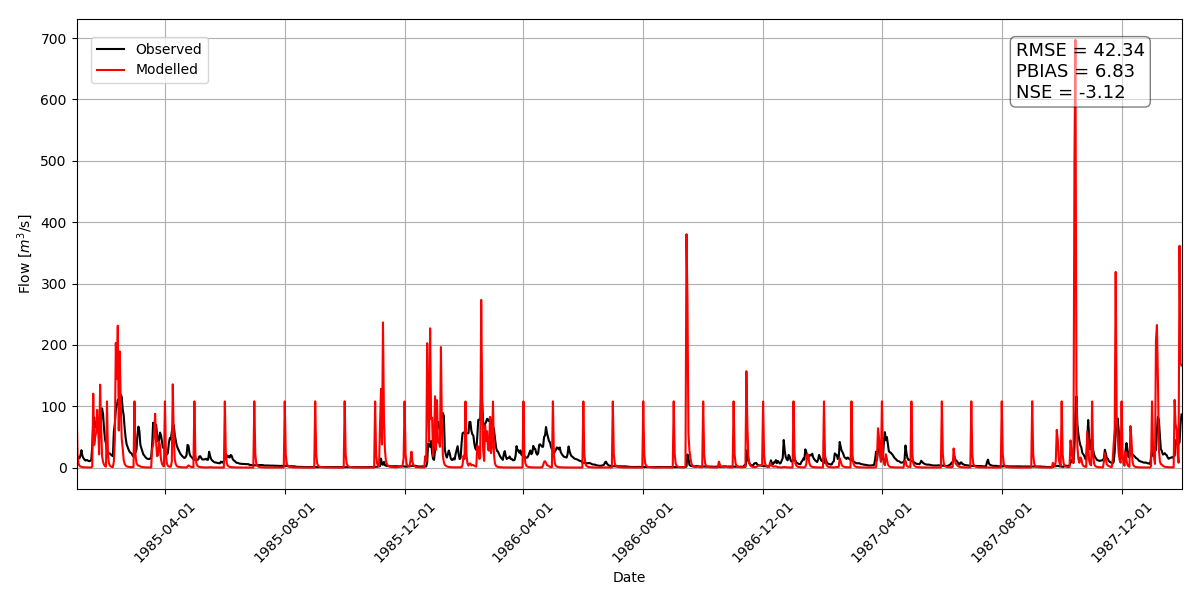 700
600
500
400
300
200
100
0
Flow [$m^3$/s]
Observed
Modelled
RMSE = 42.34
PBIAS = 6.83
NSE = -3.12
1985-04-01
1985-08-01
1985-12-01
1986-04-01
1986-08-01
1986-12-01
1987-04-01
1987-08-01
1987-12-01
Date